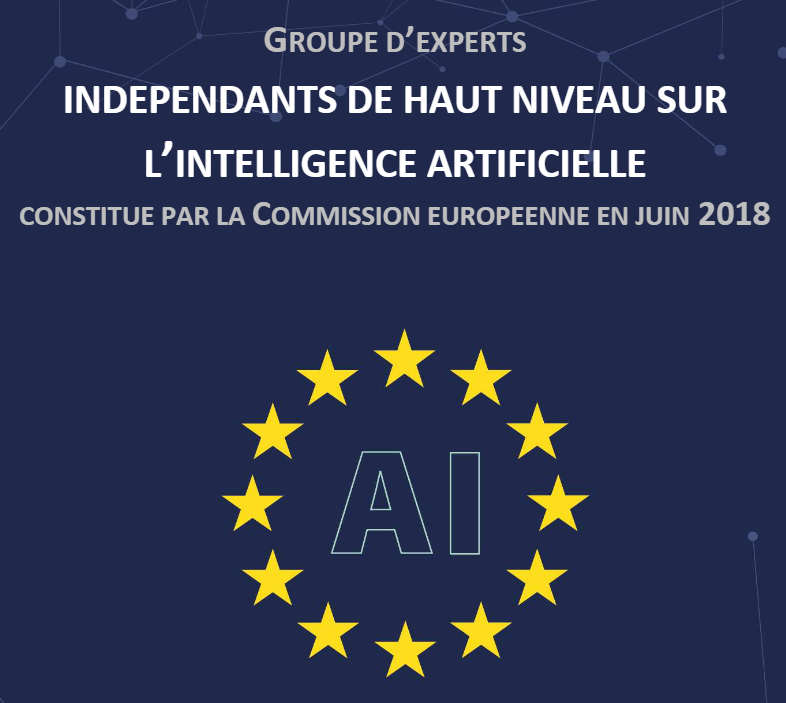 GROUPE D’EXPERTS
INDEPENDANTS DE HAUT NIVEAU SUR
L’INTELLIGENCE ARTIFICIELLE
CONSTITUE PAR LA COMMISSION EUROPEENNE EN JUIN 2018
AI